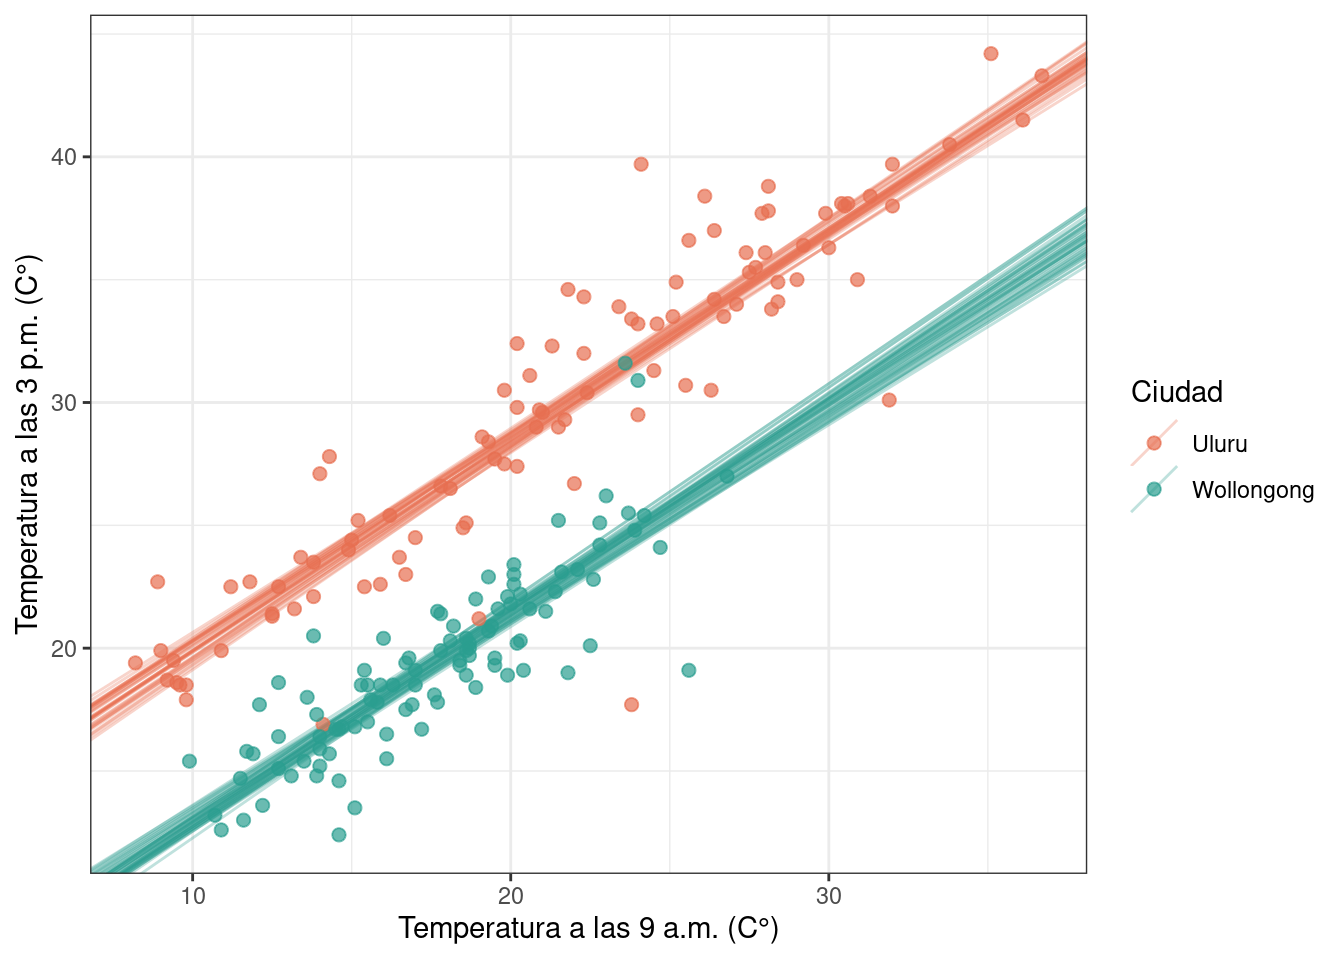 40
30
20
10
20
30
Temperatura a las 3 p.m. (C°)
Temperatura a las 9 a.m. (C°)
Ciudad
Uluru
Wollongong